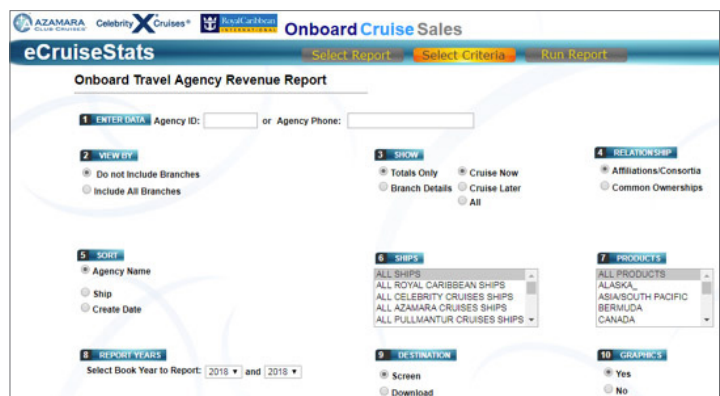 AZAMARA Celebrity Cruises® RoyalCaribbean Onboard Cruise Sales
CLUB CRUISES® INTERNATIONAL
eCruiseStats Select Report Select Criteria Run Report
Onboard Travel Agency Revenue Report
1 ENTER DATA Agency ID: or Agency Phone:
2 VIEW BY 3 SHOW 4 RELATIONSHIP
Do not Include Branches Totals Only Cruise Now Affiliations/Consortia
Include All Branches Branch Details Cruise Later Common Ownerships
All
5 SORT 6 SHIPS 7 PRODUCTS
Agency Name ALL SHIPS ALL PRODUCTS
ALL ROYAL CARIBBEAN SHIPS ALASKA_
Ship ALL CELEBRITY CRUISES SHIPS ASIA/SOUTH PACIFIC
Create Date ALL AZAMARA CRUISES SHIPS BERMUDA
ALL PULLMANTUR CRUISES SHIPS CANADA
8 REPORT YEARS 9 DESTINATION 10 GRAPHICS
Select Book Year to Report: 2018 and 2018 Screen Yes
Download No